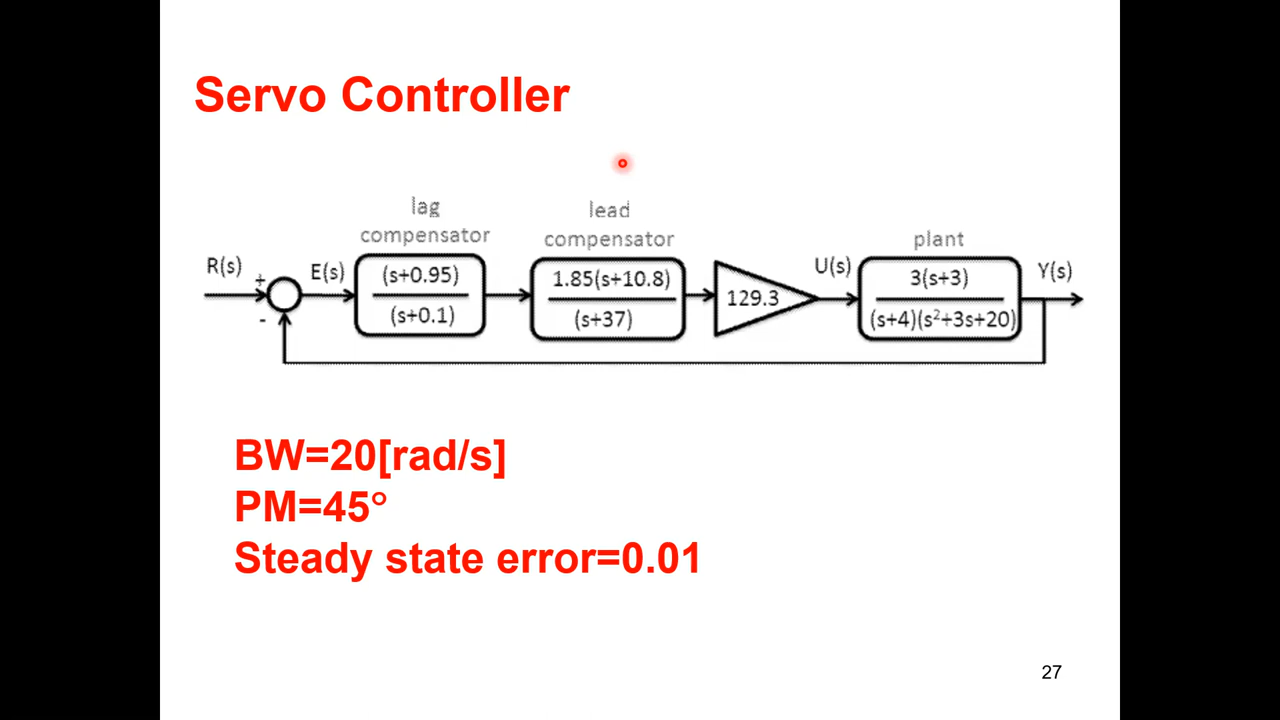 Servo Controller
lag
compensator
lead
compensator
plant
R(s)
+
-
E(s)
(s+0.95)
(s+0.1)
1.85(s+10.8)
(s+37)
129.3
U(s)
3(s+3)
(s+4)(s²+3s+20)
Y(s)
BW=20[rad/s]
PM=45°
Steady state error=0.01
27